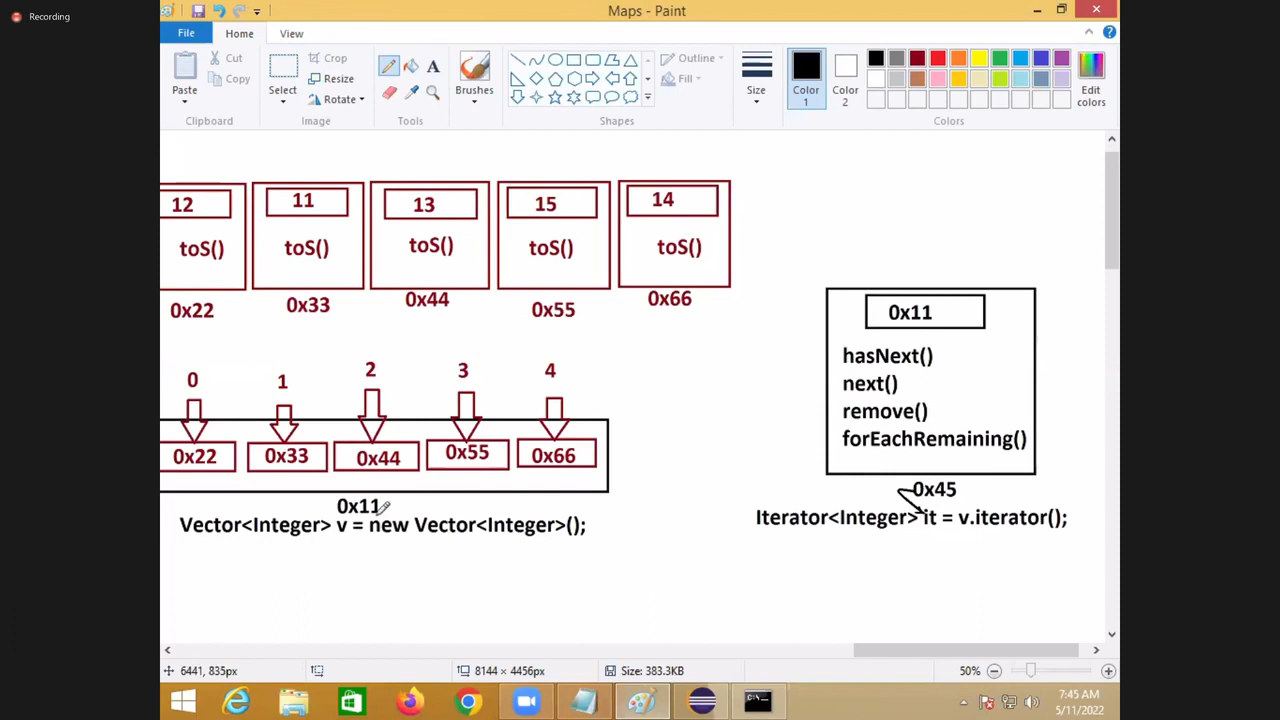 Recording
Maps - Paint
File Home View
Paste
Cut
Copy
Clipboard
Select
Crop
Resize
Rotate
Image
Tools
Brushes
Shapes
Outline
Fill
Size
Color 1
Color 2
Edit colors
Colors
12 11 13 15 14
toS() toS() toS() toS() toS()
0x22 0x33 0x44 0x55 0x66
0 1 2 3 4
0x22 0x33 0x44 0x55 0x66
0x11
Vector<Integer> v = new Vector<Integer>();
0x11
hasNext()
next()
remove()
forEachRemaining()
0x45
Iterator<Integer> it = v.iterator();
6441, 835px
8144 × 4456px
Size: 383.3KB
50%
7:45 AM
5/11/2022